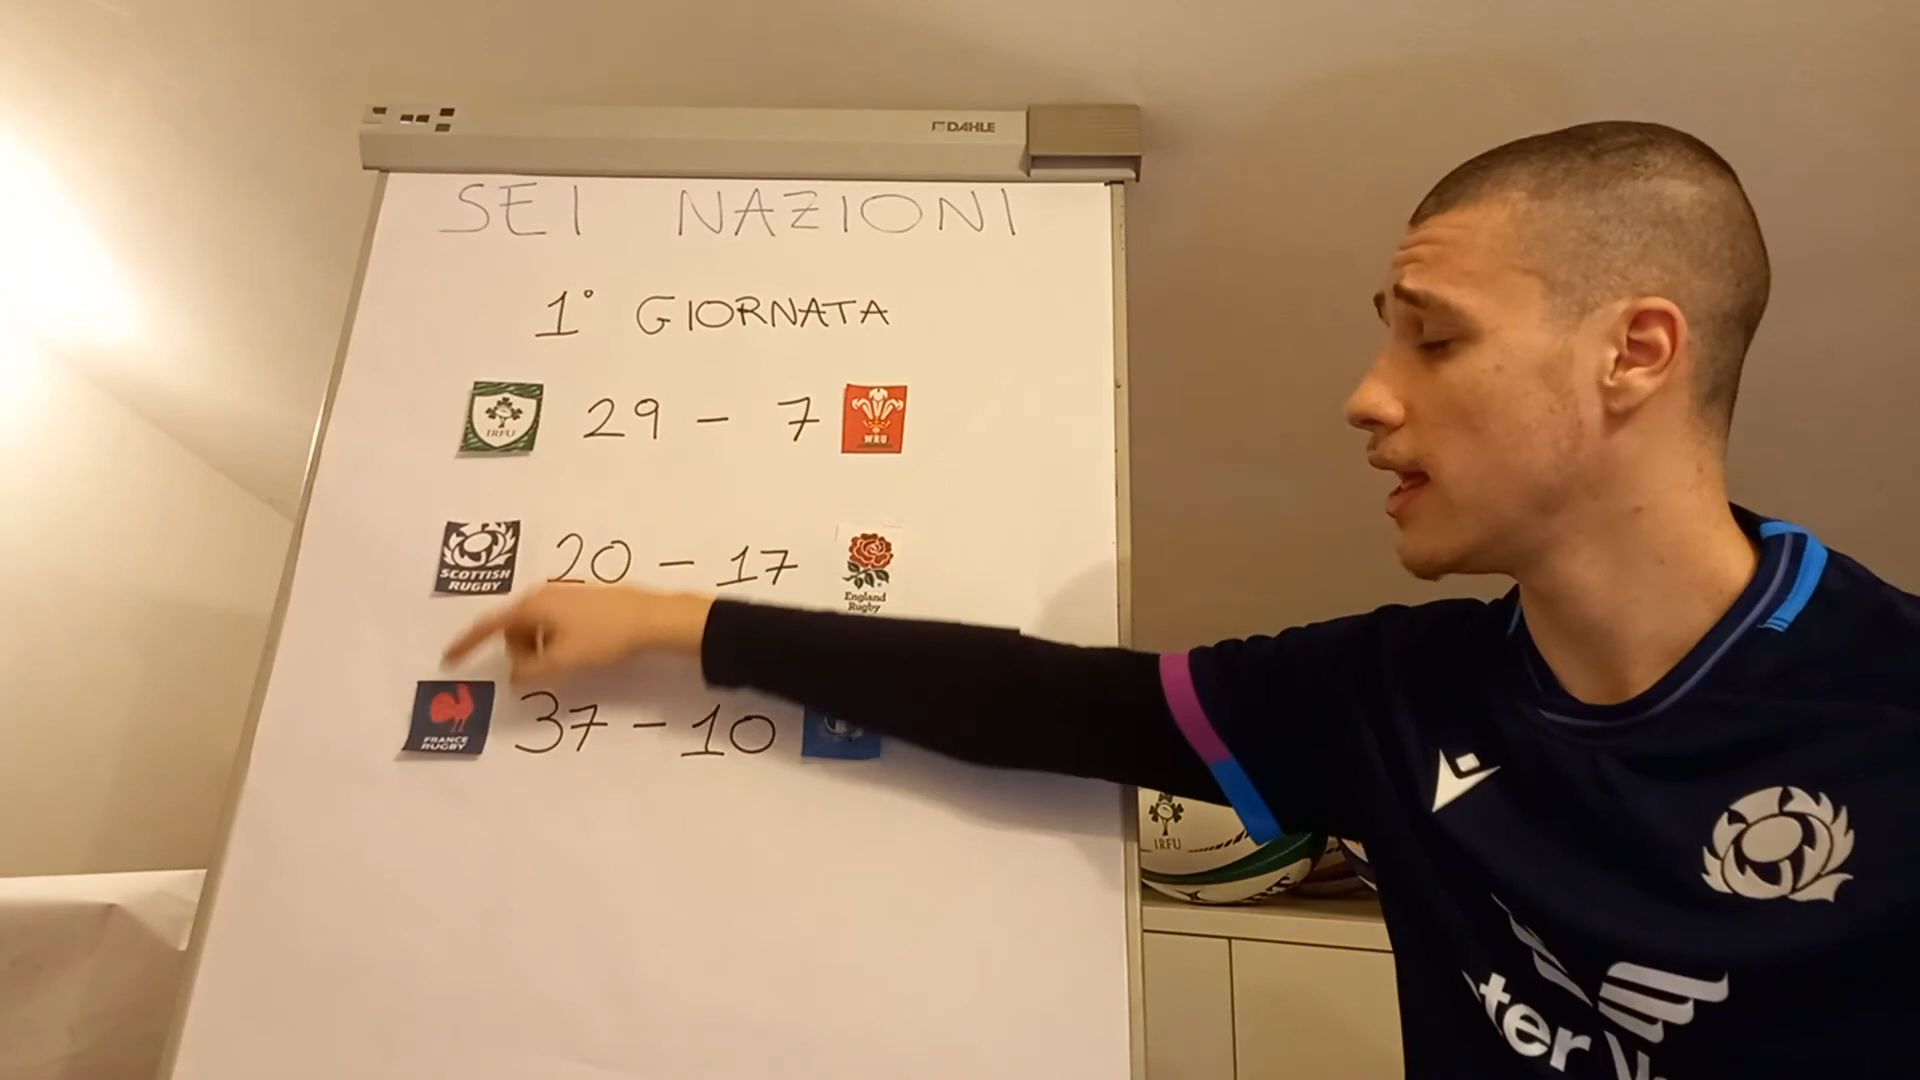 DAHLE
SEI NAZIONI
1° GIORNATA
IRFU 29 - 7 WRU
SCOTTISH RUGBY 20 - 17 England Rugby
FRANCE RUGBY 37 - 10
IRFU
ter